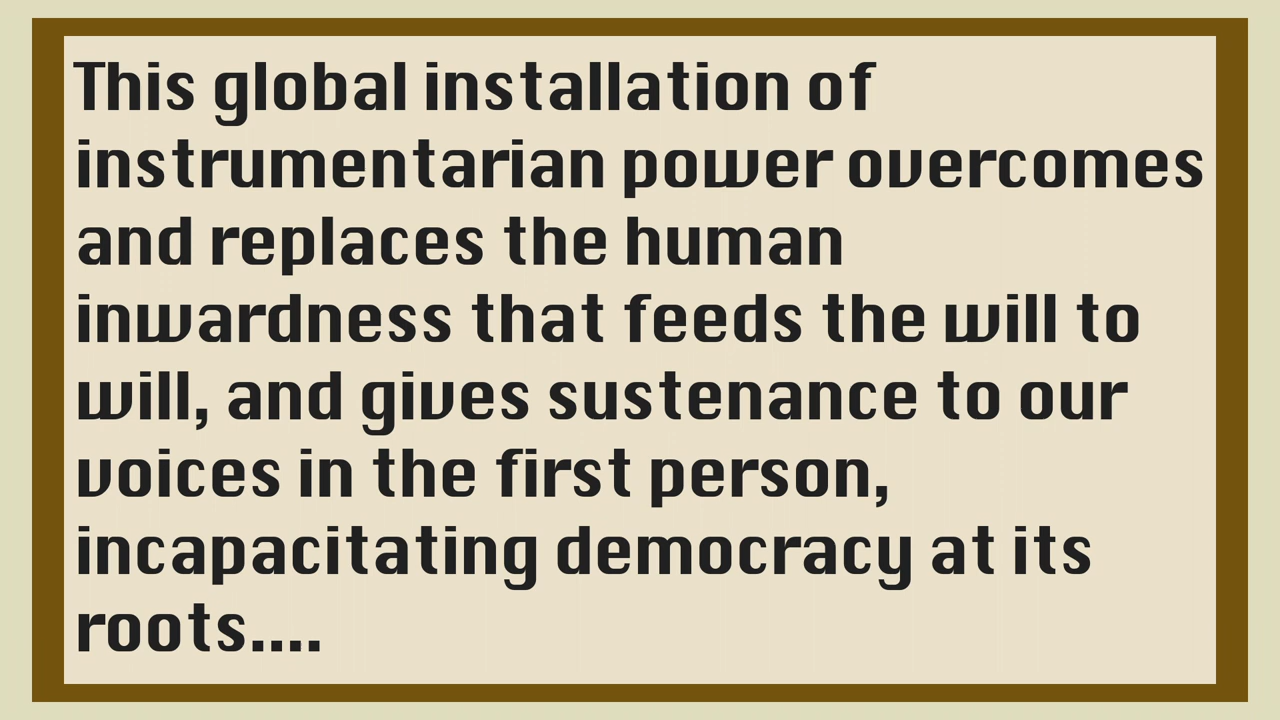 This global installation of
instrumentarian power overcomes
and replaces the human
inwardness that feeds the will to
will, and gives sustenance to our
voices in the first person,
incapacitating democracy at its
roots....